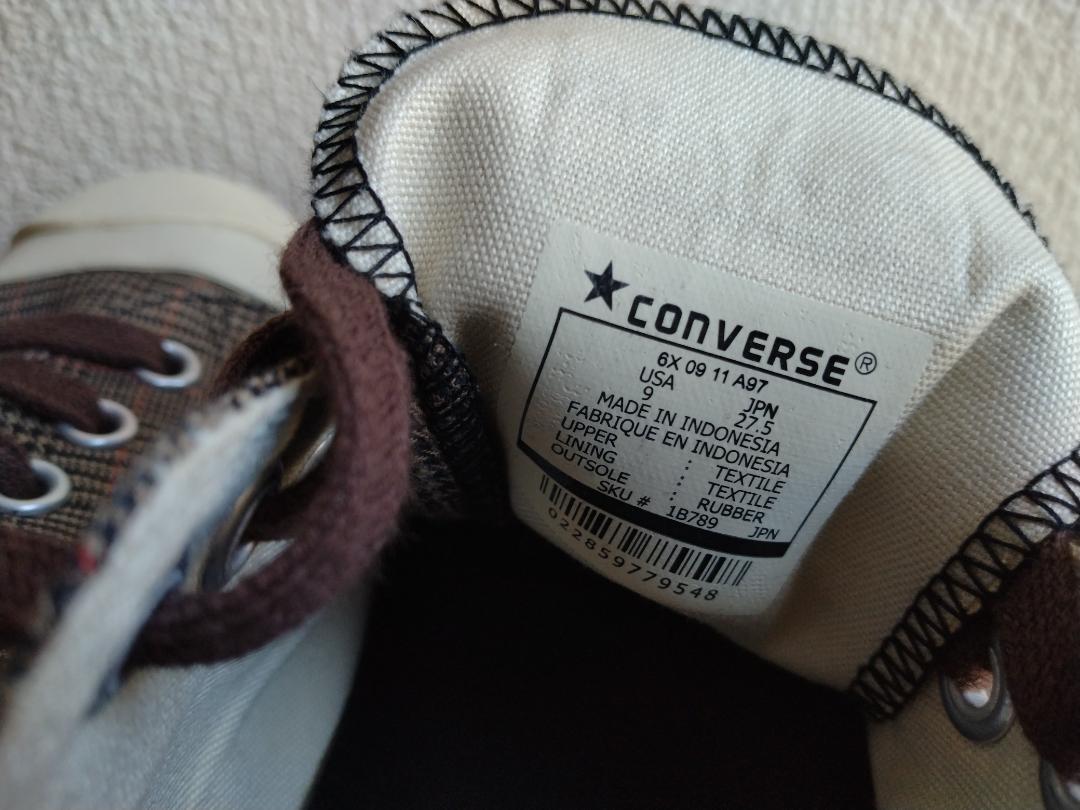 ★CONVERSE®
6X 09 11 A97
USA JPN
9 27.5
MADE IN INDONESIA
FABRIQUE EN INDONESIA
UPPER : TEXTILE
LINING : TEXTILE
OUTSOLE : RUBBER
SKU # 1B789 JPN
022859779548